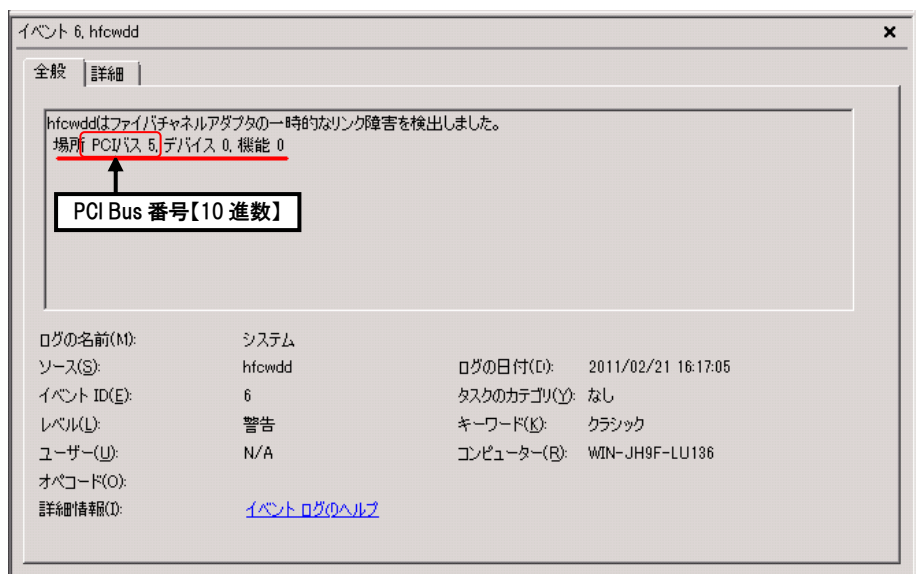 イベント 6, hfcwdd
全般 詳細
hfcwddはファイバチャネルアダプタの一時的なリンク障害を検出しました。
場所 PCIバス 5, デバイス 0, 機能 0
PCI Bus 番号【10 進数】
ログの名前(M): システム
ソース(S): hfcwdd ログの日付(D): 2011/02/21 16:17:05
イベント ID(E): 6 タスクのカテゴリ(Y): なし
レベル(L): 警告 キーワード(K): クラシック
ユーザー(U): N/A コンピューター(R): WIN-JH9F-LU136
オペコード(O):
詳細情報(I): イベント ログのヘルプ